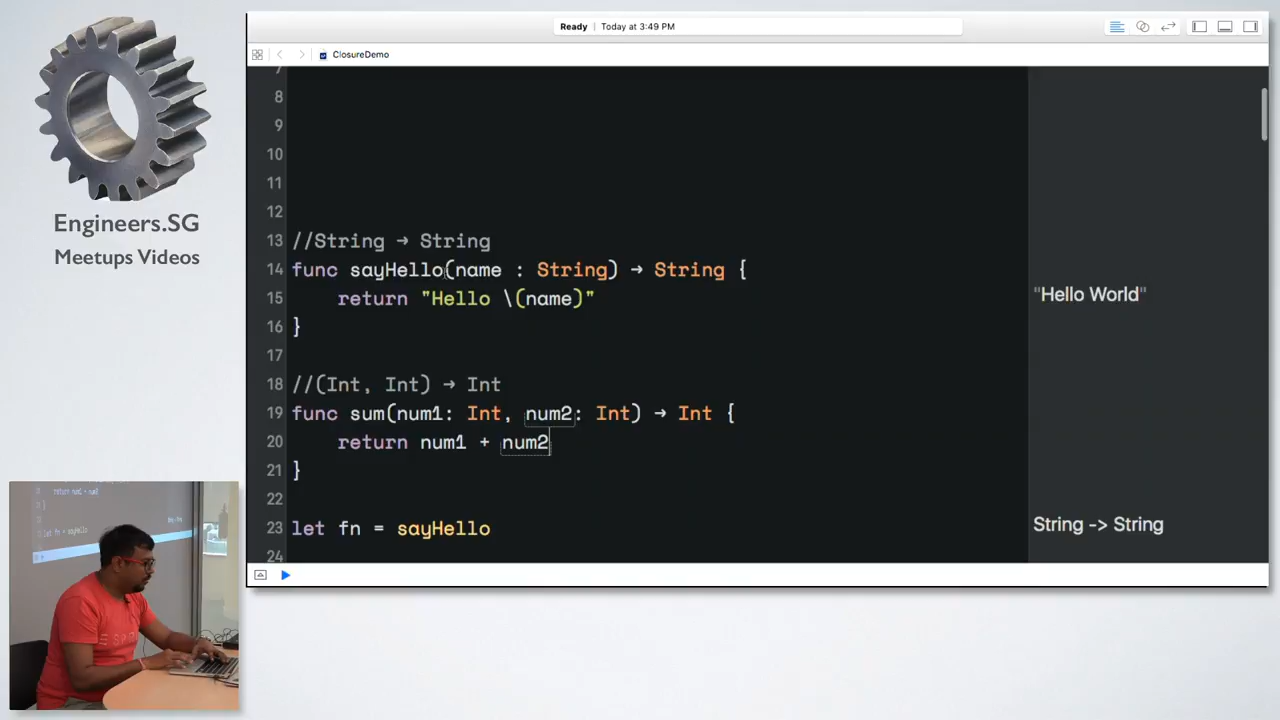 Engineers.SG
Meetups Videos
Ready | Today at 3:49 PM
ClosureDemo
7
8
9
10
11
12
13 //String → String
14 func sayHello(name : String) → String {
15 return "Hello \(name)"
16 }
17
18 //(Int, Int) → Int
19 func sum(num1: Int, num2: Int) → Int {
20 return num1 + num2
21 }
22
23 let fn = sayHello
24
"Hello World"
String -> String